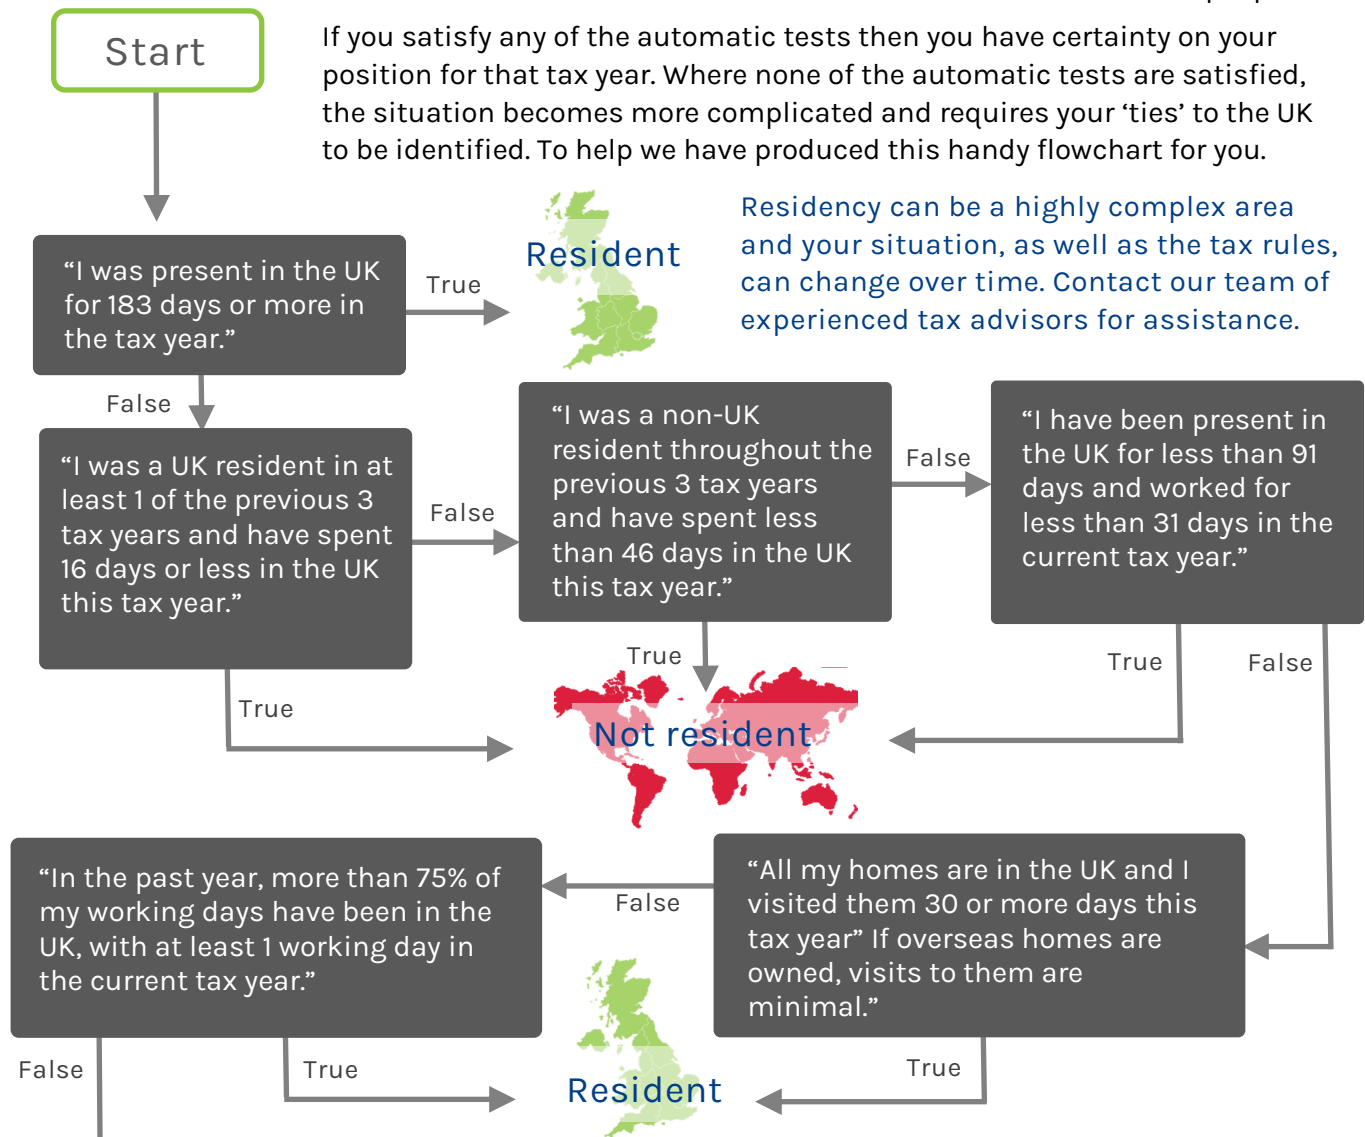 Start
If you satisfy any of the automatic tests then you have certainty on your
position for that tax year. Where none of the automatic tests are satisfied,
the situation becomes more complicated and requires your ‘ties’ to the UK
to be identified. To help we have produced this handy flowchart for you.
Residency can be a highly complex area
and your situation, as well as the tax rules,
can change over time. Contact our team of
experienced tax advisors for assistance.
“I was present in the UK
for 183 days or more in
the tax year.”
True
Resident
False
“I was a UK resident in at
least 1 of the previous 3
tax years and have spent
16 days or less in the UK
this tax year.”
False
“I was a non-UK
resident throughout the
previous 3 tax years
and have spent less
than 46 days in the UK
this tax year.”
False
“I have been present in
the UK for less than 91
days and worked for
less than 31 days in the
current tax year.”
True
True
True
False
Not resident
“All my homes are in the UK and I
visited them 30 or more days this
tax year” If overseas homes are
owned, visits to them are
minimal.”
False
“In the past year, more than 75% of
my working days have been in the
UK, with at least 1 working day in
the current tax year.”
False
True
True
Resident